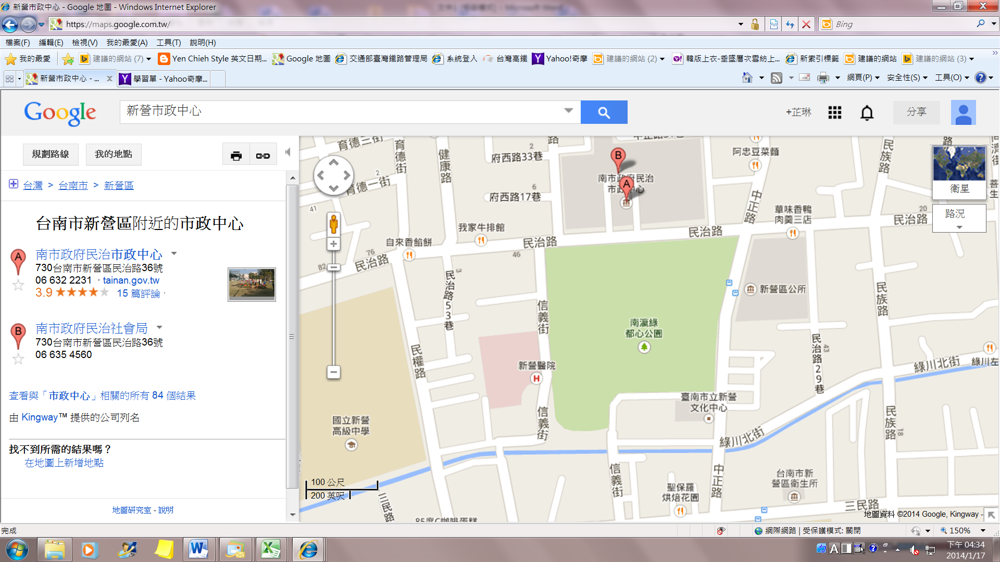 新營市政中心 - Google 地圖 - Windows Internet Explorer
https://maps.google.com.tw/
Bing
檔案(F) 編輯(E) 檢視(V) 我的最愛(A) 工具(T) 說明(H)
我的最愛 建議的網站 (7) Yen Chieh Style 英文日期... Google 地圖 交通部臺灣鐵路管理局 系統登入 台灣高鐵 Yahoo!奇摩 建議的網站 (2) 韓版上衣-垂墜層次雪紡上... 新索引標籤 建議的網站 建議的網站 (3)
新營市政中心 - ... 學習單 - Yahoo奇摩... 網頁(P) 安全性(S) 工具(O)
Google 新營市政中心 +芷琳 分享
規劃路線 我的地點
台灣 > 台南市 > 新營區
台南市新營區附近的市政中心
A 南市政府民治市政中心
730台南市新營區民治路36號
06 632 2231 · tainan.gov.tw
3.9 15 篇評論 ·
B 南市政府民治社會局
730台南市新營區民治路36號
06 635 4560
查看與「市政中心」相關的所有 84 個結果
由 Kingway™ 提供的公司列名
找不到所需的結果嗎？
在地圖上新增地點
地圖研究室 - 說明
育德三街
育德街
健康路
路
2
府西路33巷
B
阿忠豆菜麵
民族路
衛星
路況
育德一街
2
南市政府民治
市政中心
A
6
府西路17巷
41
中正路
華味香鴨
肉羹三店
20
民治路
我家牛排館
民治路
民治路
自來香餡餅
76
46
82
民治路
3
民治路53巷
新營區公所
民族路
信義街
南瀛綠
都心公園
民治路29巷
43
民權路
新營醫院
H
綠川北街
綠川左
臺南市立新營
文化中心
信義街
國立新營
高級中學
民族路
18
綠川北街
信義街
中正路
台南市新
營區衛生所
聖保羅
烘焙花園
三民路
三民路
85度C咖啡蛋糕
100 公尺
200 英呎
地圖資料 ©2014 Google, Kingway -
完成 網際網路 | 受保護模式: 關閉 150%
下午 04:34
2014/1/17